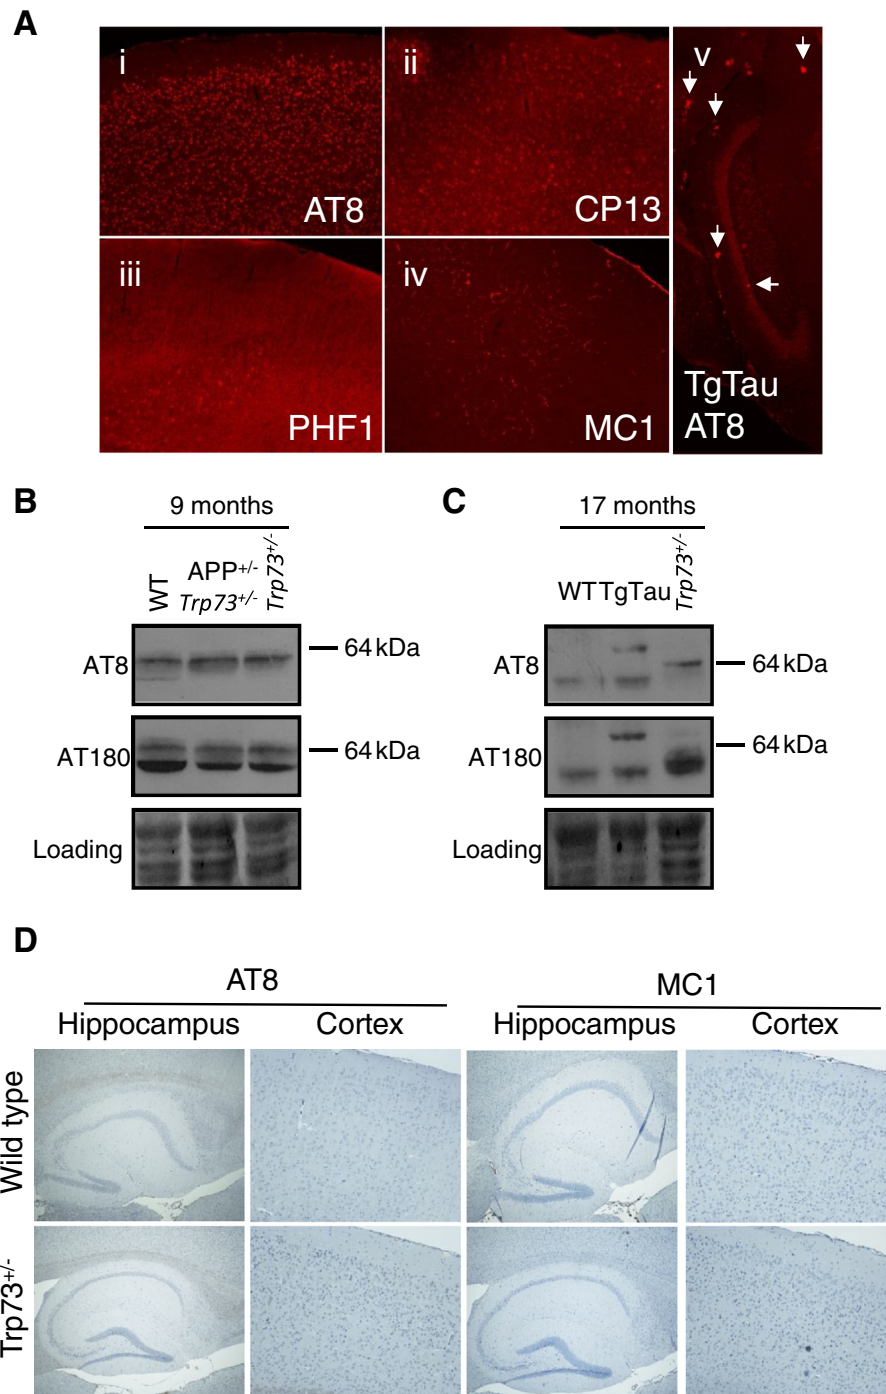 A
i
ii
v
AT8
CP13
iii
iv
PHF1
MC1
TgTau
AT8
B
9 months
WT
APP+/-
Trp73+/-
Trp73+/-
AT8
64 kDa
AT180
64 kDa
Loading
C
17 months
WT TgTau
Trp73+/-
AT8
64 kDa
AT180
64 kDa
Loading
D
AT8
MC1
Hippocampus
Cortex
Hippocampus
Cortex
Wild type
Trp73+/-